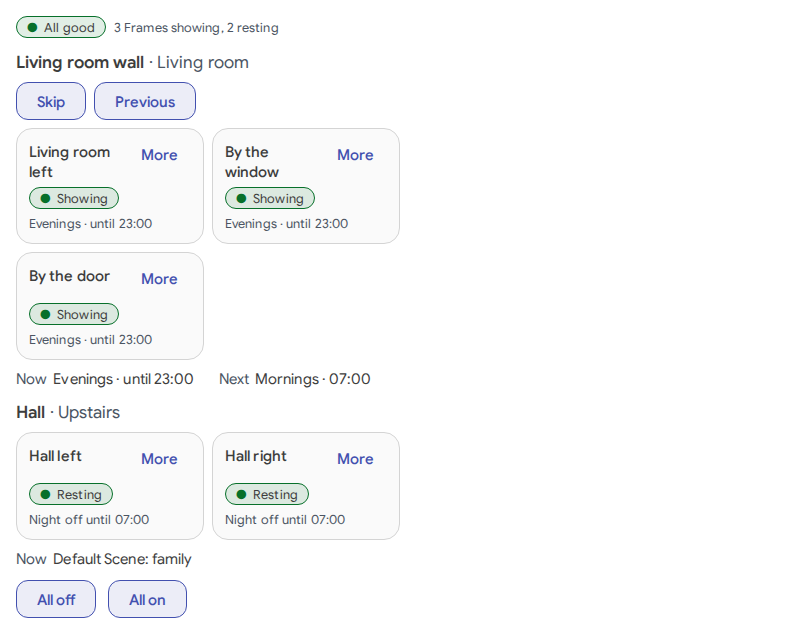 All good 3 Frames showing, 2 resting
Living room wall · Living room
Skip Previous
Living room left More
By the window More
Showing
Evenings · until 23:00
Showing
Evenings · until 23:00
By the door More
Showing
Evenings · until 23:00
Now Evenings · until 23:00 Next Mornings · 07:00
Hall · Upstairs
Hall left More
Resting
Night off until 07:00
Hall right More
Resting
Night off until 07:00
Now Default Scene: family
All off All on